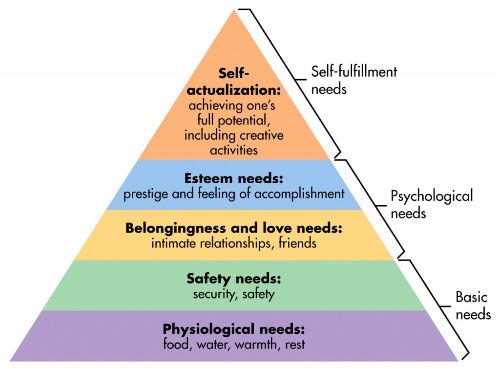 Self-
actualization:
achieving one's
full potential,
including creative
activities
Self-fulfillment
needs
Esteem needs:
prestige and feeling of accomplishment
Belongingness and love needs:
intimate relationships, friends
Psychological
needs
Safety needs:
security, safety
Physiological needs:
food, water, warmth, rest
Basic
needs